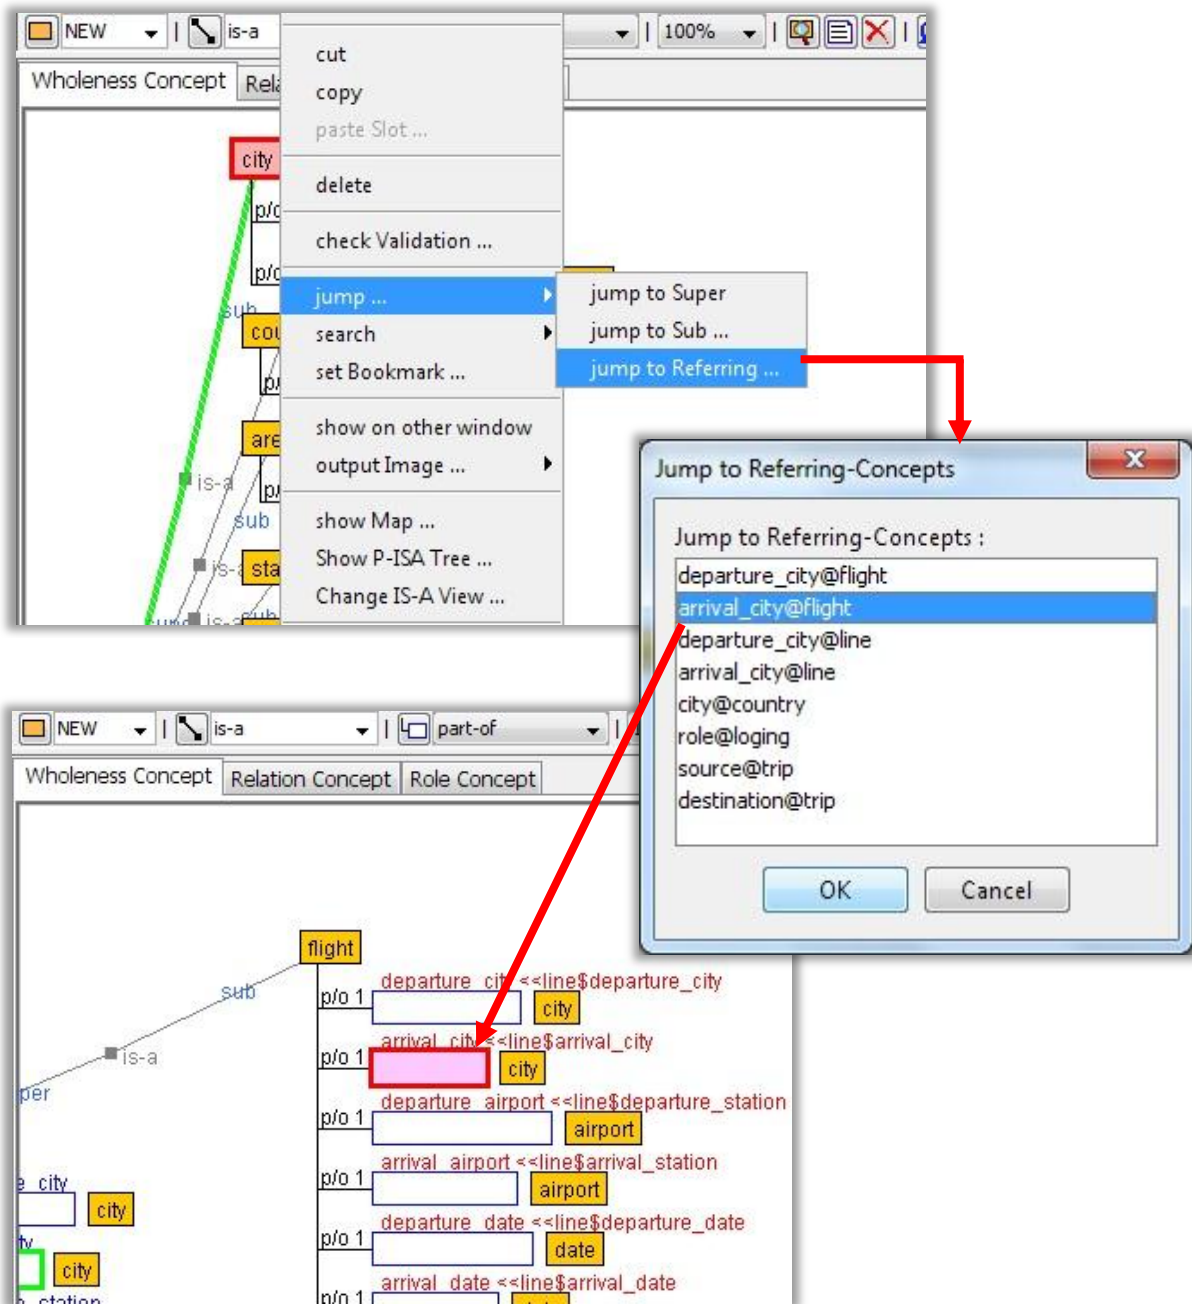 NEW
is-a
100%
Wholeness Concept
cut
copy
paste Slot ...
delete
check Validation ...
jump ...
search
set Bookmark ...
show on other window
output Image ...
show Map ...
Show P-ISA Tree ...
Change IS-A View ...
jump to Super
jump to Sub ...
jump to Referring ...
city
sub
is-a
sub
Jump to Referring-Concepts
Jump to Referring-Concepts :
departure_city@flight
arrival_city@flight
departure_city@line
arrival_city@line
city@country
role@loging
source@trip
destination@trip
OK
Cancel
NEW
is-a
part-of
Wholeness Concept
Relation Concept
Role Concept
flight
sub
is-a
p/o 1
departure_city <<line$departure_city
city
p/o 1
arrival_city <<line$arrival_city
city
p/o 1
departure_airport <<line$departure_station
airport
p/o 1
arrival_airport <<line$arrival_station
airport
p/o 1
departure_date <<line$departure_date
date
p/o 1
arrival_date <<line$arrival_date
city
city
city
station